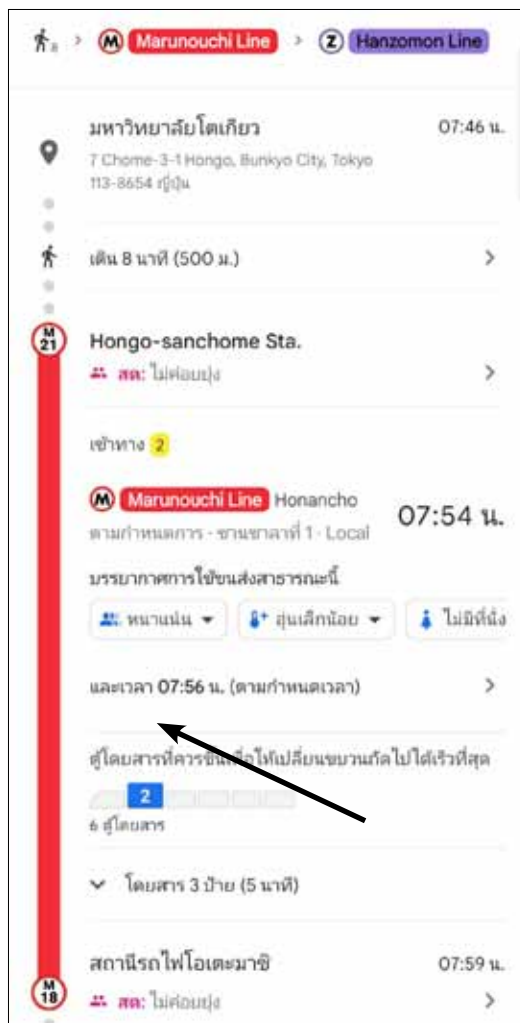 8 > M Marunouchi Line > Z Hanzomon Line
มหาวิทยาลัยโตเกียว 07:46 น.
7 Chome-3-1 Hongo, Bunkyo City, Tokyo
113-8654 ญี่ปุ่น
เดิน 8 นาที (500 ม.)
M 21
Hongo-sanchome Sta.
สด: ไม่ค่อยยุ่ง
เข้าทาง 2
M Marunouchi Line Honancho 07:54 น.
ตามกำหนดการ - ชานชาลาที่ 1 - Local
บรรยากาศการใช้ขนส่งสาธารณะนี้
หนาแน่น อุ่นเล็กน้อย ไม่มีที่นั่ง
และเวลา 07:56 น. (ตามกำหนดเวลา)
ตู้โดยสารที่ควรขึ้นเพื่อให้เปลี่ยนขบวนถัดไปได้เร็วที่สุด
2
6 ตู้โดยสาร
โดยสาร 3 ป้าย (5 นาที)
สถานีรถไฟโอเตะมาชิ 07:59 น.
M 18
สด: ไม่ค่อยยุ่ง